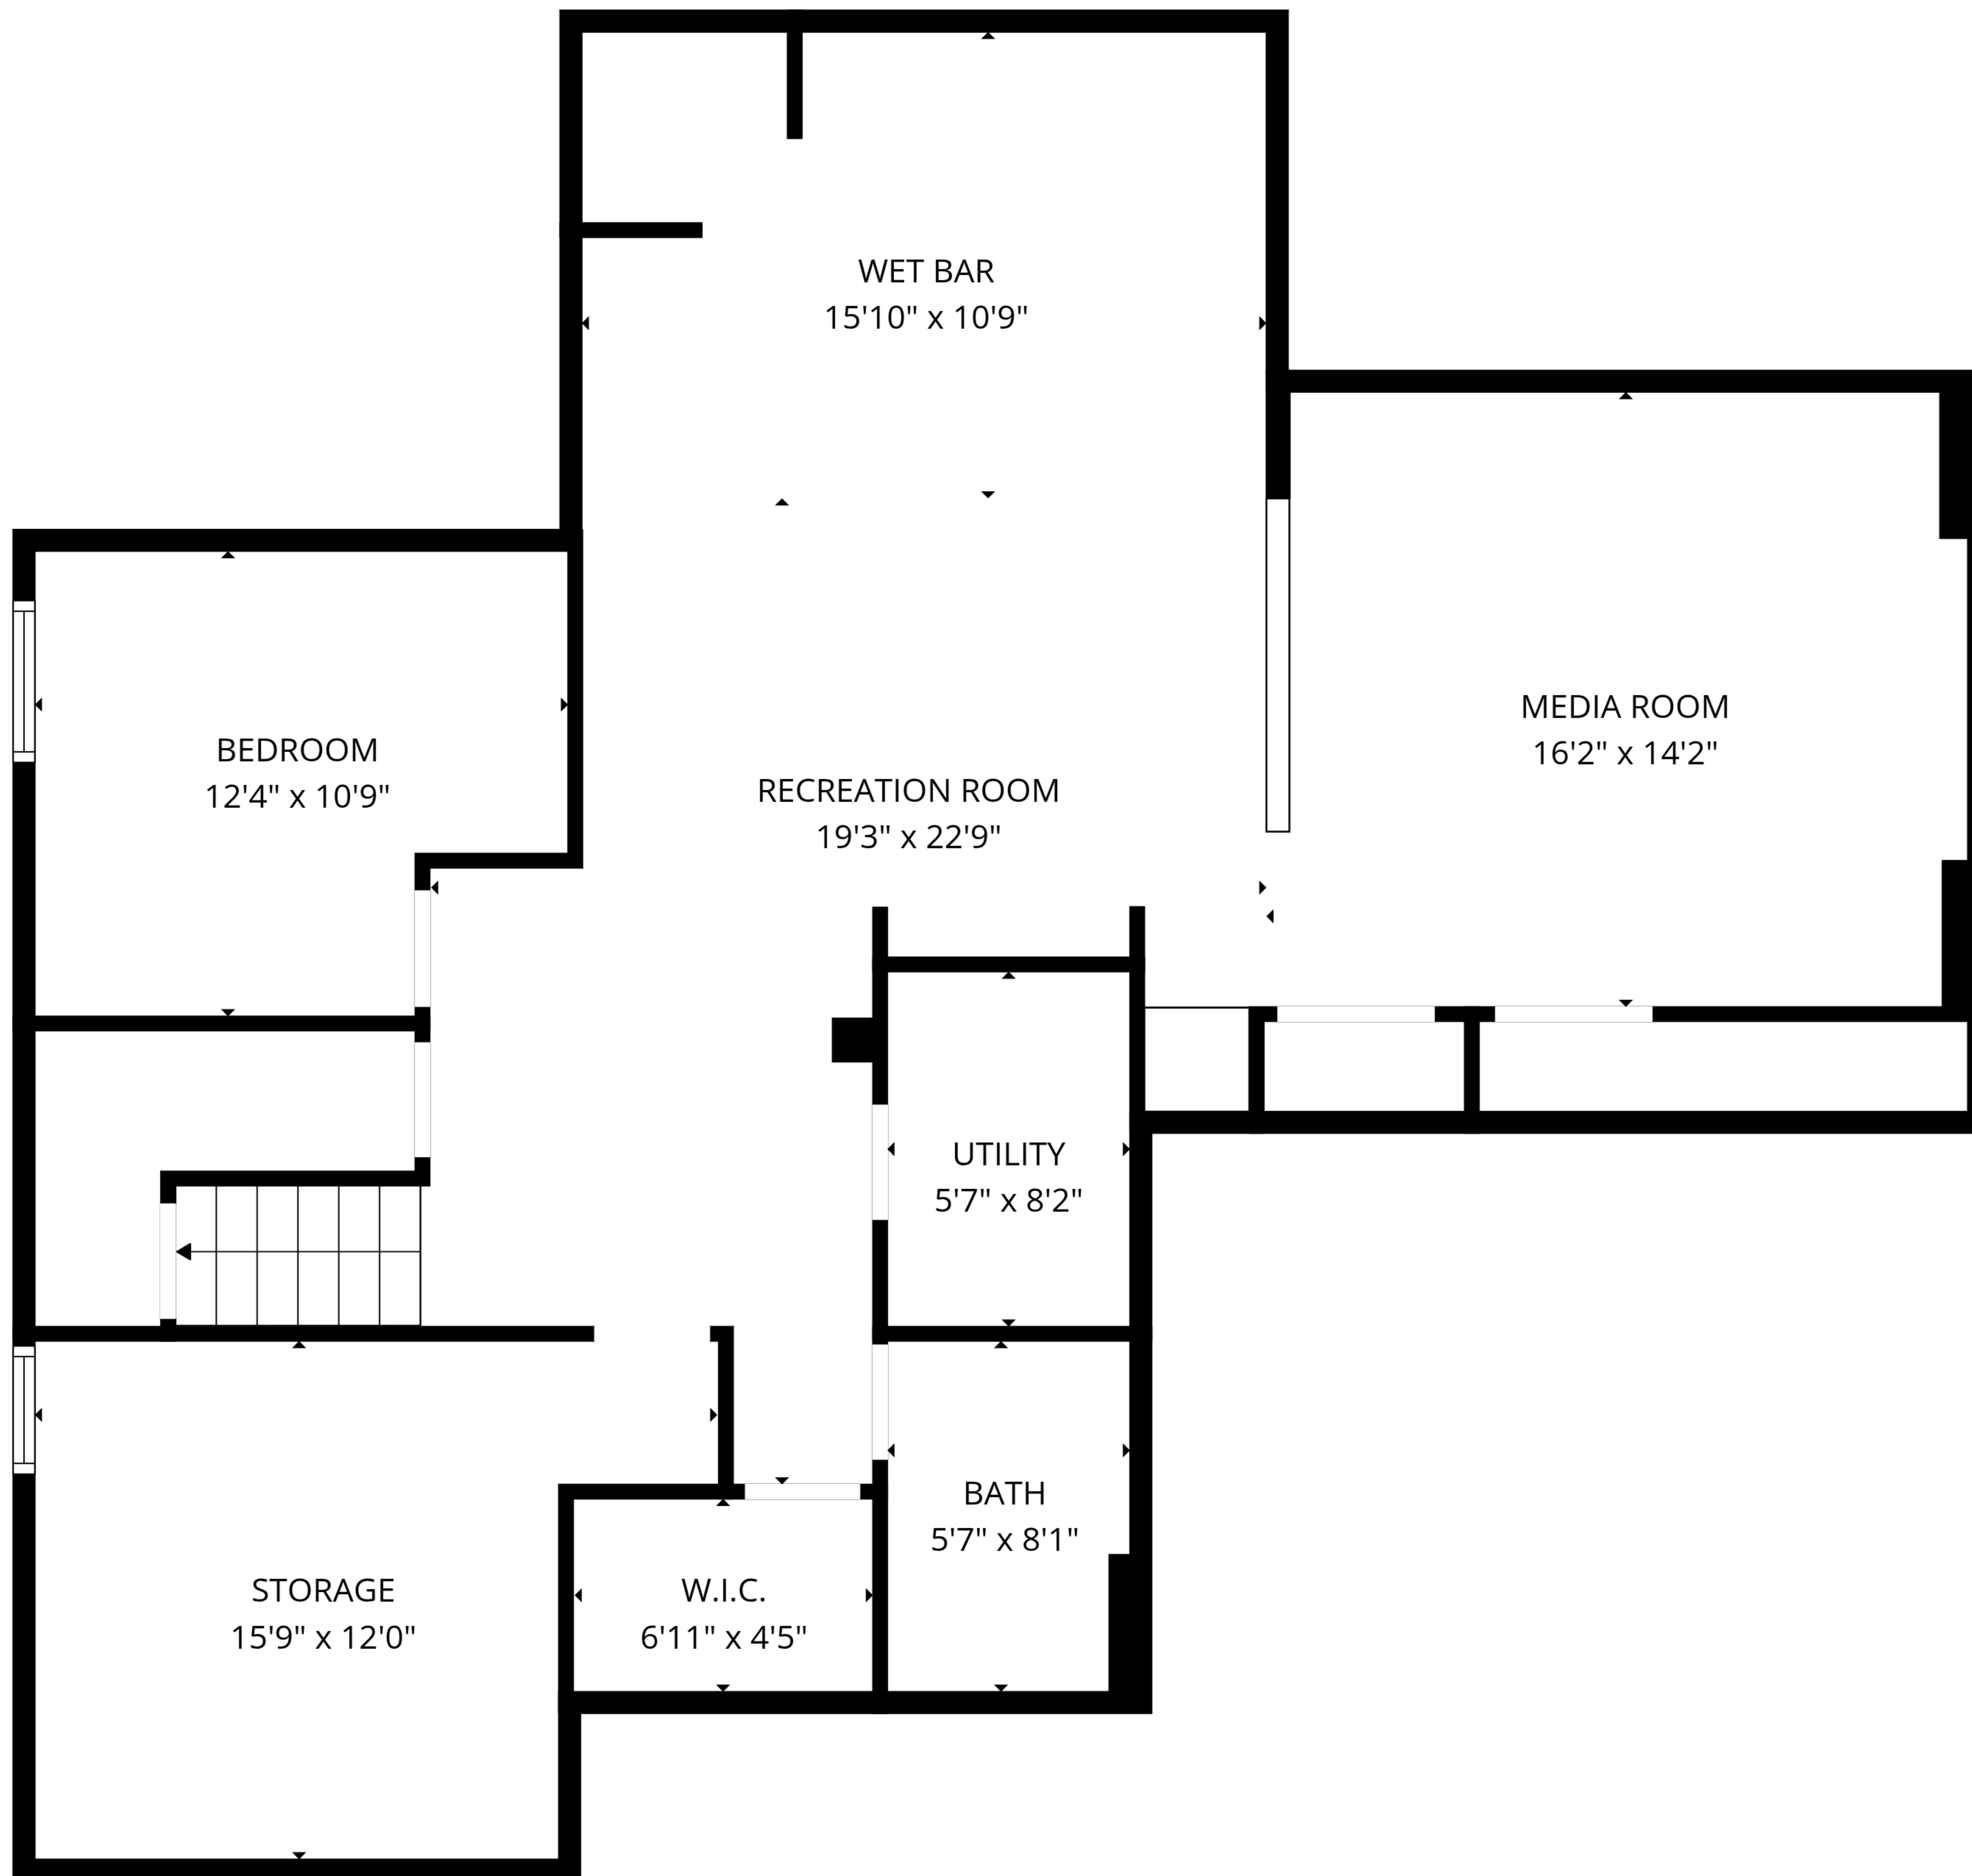 WET BAR
15'10" x 10'9"
MEDIA ROOM
16'2" x 14'2"
BEDROOM
12'4" x 10'9"
RECREATION ROOM
19'3" x 22'9"
UTILITY
5'7" x 8'2"
BATH
5'7" x 8'1"
STORAGE
15'9" x 12'0"
W.I.C.
6'11" x 4'5"